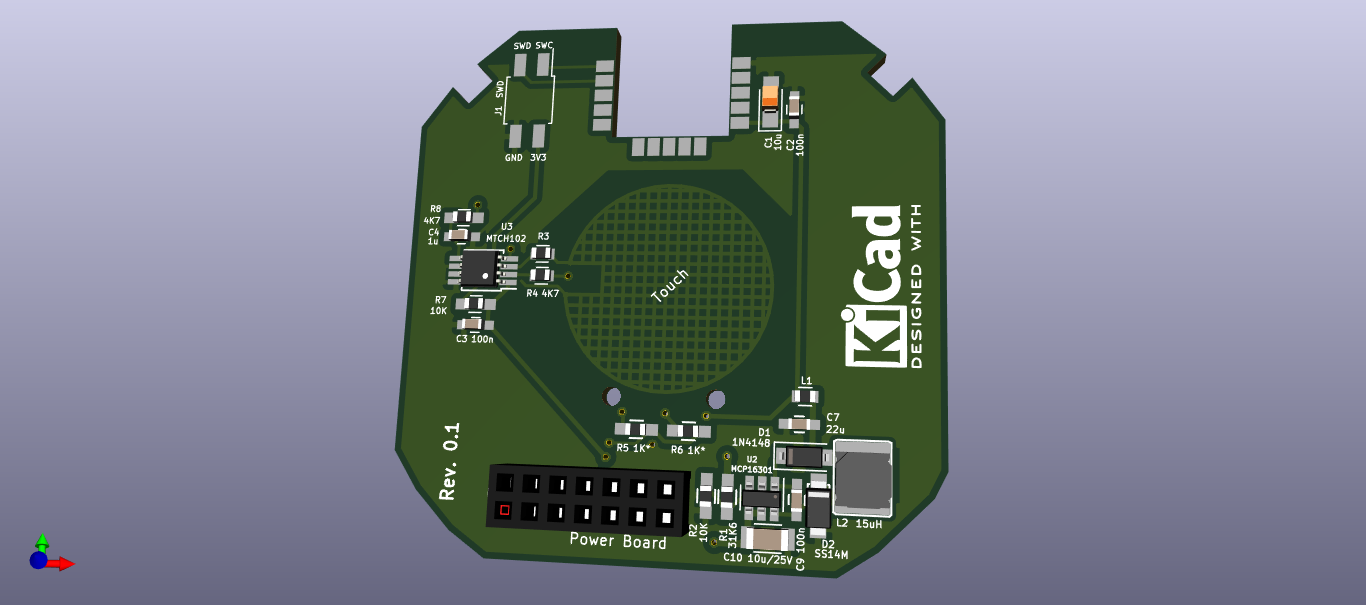 SWD SWC
J1 SWD
GND 3V3
C1
10u
C2
100n
R8
4K7
C4
1u
U3
MTCH102
R3
R4 4K7
R7
10K
C3 100n
Touch
KiCad
DESIGNED WITH
L1
C7
22u
D1
1N4148
R5 1K*
R6 1K*
U2
MCP16301
Rev. 0.1
R2
10K
R1
31K6
L2 15uH
D2
SS14M
C9 100n
C10 10u/25V
Power Board